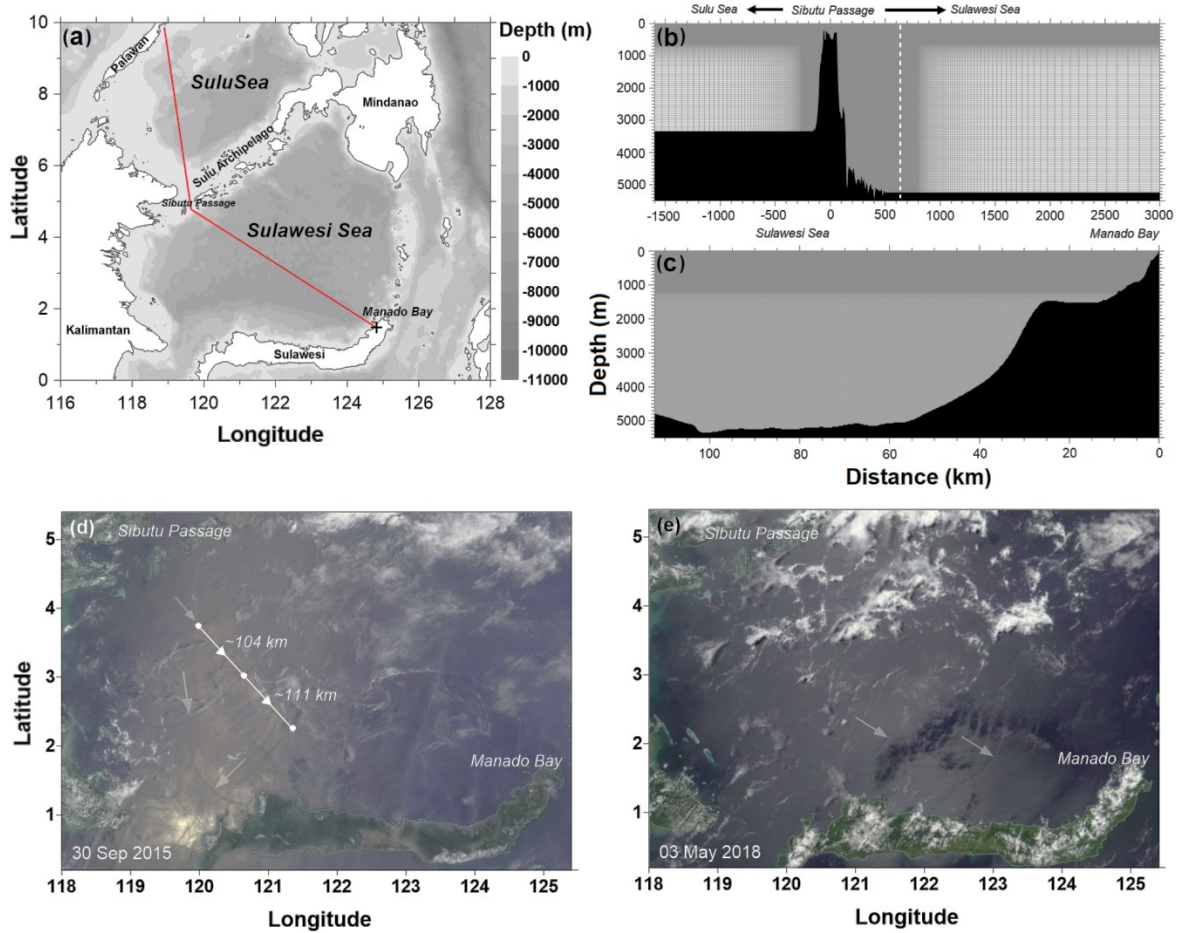 (a)
10
8
6
4
2
0
Latitude
116 118 120 122 124 126 128
Longitude
Palawan
SuluSea
Mindanao
Sulu Archipelago
Sibutu Passage
Sulawesi Sea
Manado Bay
Kalimantan
Sulawesi
Depth (m)
0
-1000
-2000
-3000
-4000
-5000
-6000
-7000
-8000
-9000
-10000
-11000
Sulu Sea Sibutu Passage Sulawesi Sea
(b)
0
1000
2000
3000
4000
5000
-1500 -1000 -500 0 500 1000 1500 2000 2500 3000
Sulawesi Sea Manado Bay
(c)
0
1000
2000
3000
4000
5000
Depth (m)
100 80 60 40 20 0
Distance (km)
(d)
Sibutu Passage
5
4
3
2
1
Latitude
~104 km
~111 km
Manado Bay
30 Sep 2015
118 119 120 121 122 123 124 125
Longitude
(e)
Sibutu Passage
5
4
3
2
1
Manado Bay
03 May 2018
118 119 120 121 122 123 124 125
Longitude